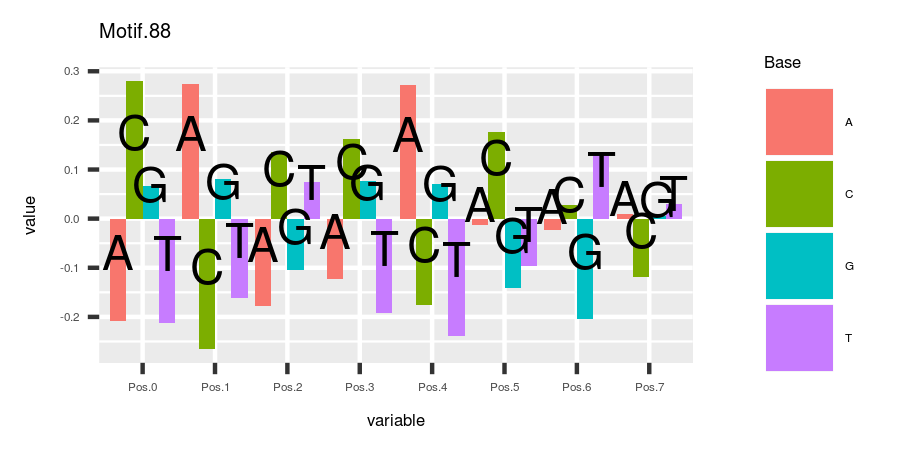 Motif.88
Base
0.3
0.2
0.1
0.0
-0.1
-0.2
value
A C G T A C G T A C G T A C G T A C G T A C G T A C G T A C G T
Pos.0 Pos.1 Pos.2 Pos.3 Pos.4 Pos.5 Pos.6 Pos.7
variable
A
C
G
T